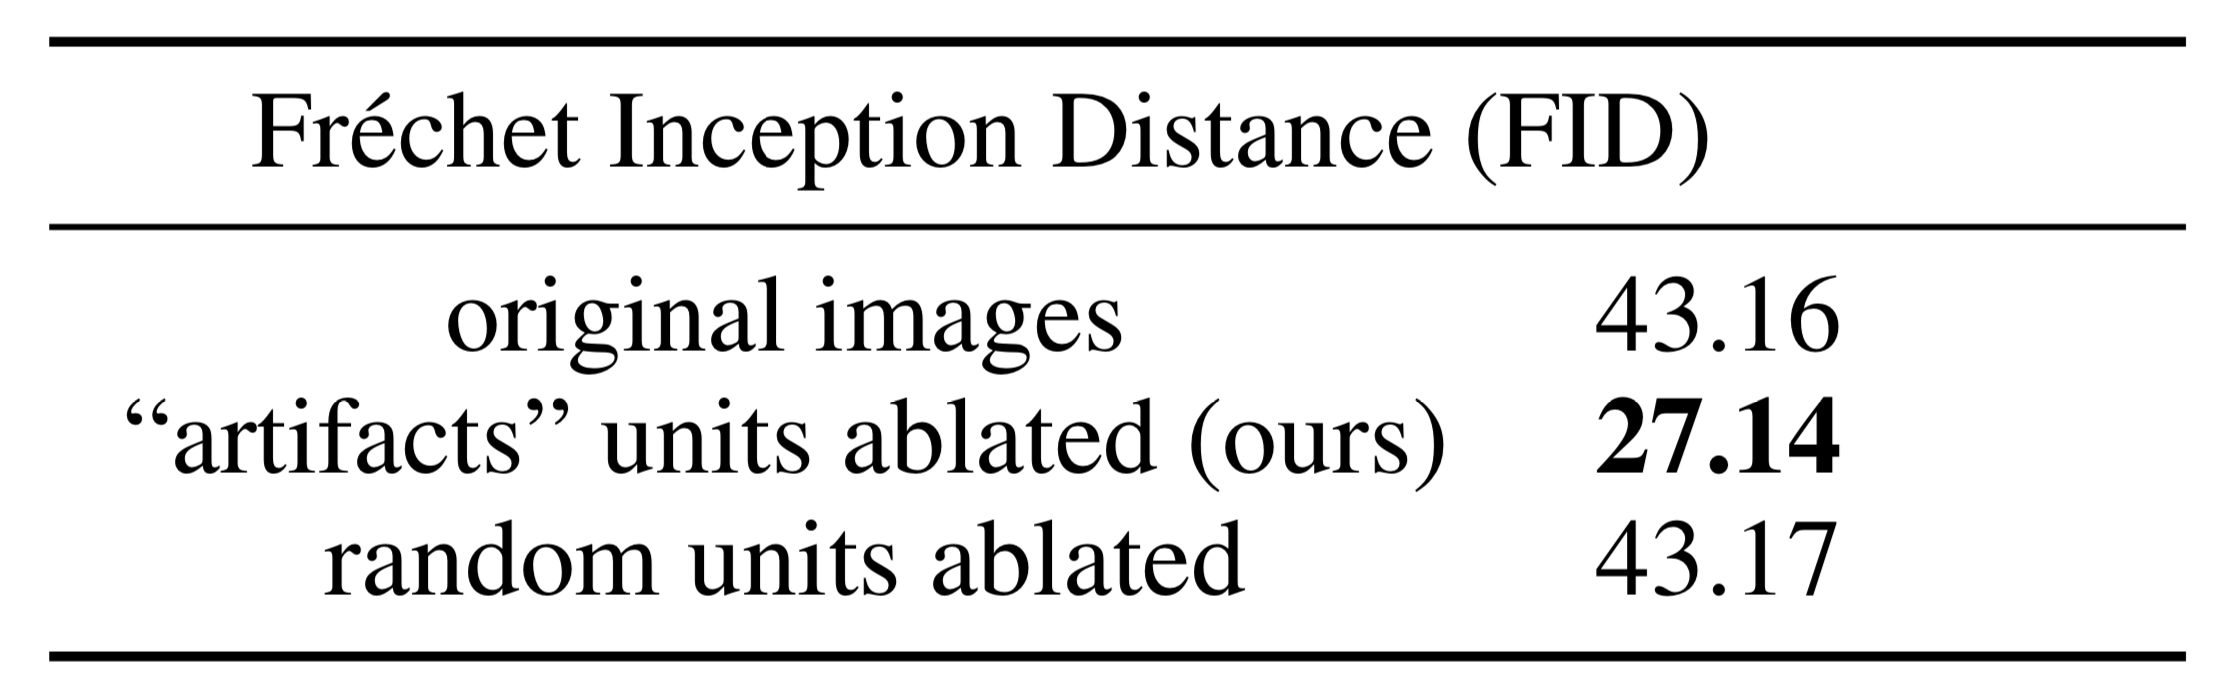 Fréchet Inception Distance (FID)
original images 43.16
“artifacts” units ablated (ours) 27.14
random units ablated 43.17